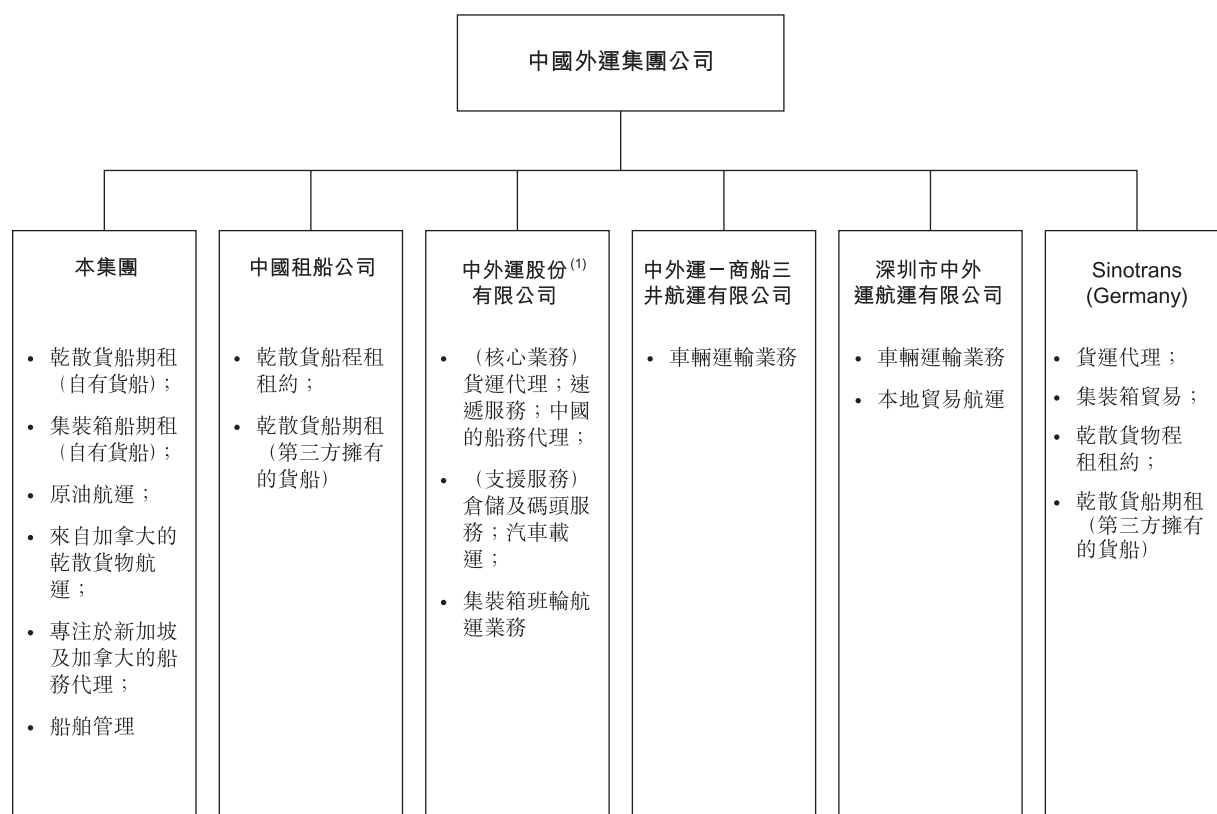 中國外運集團公司
本集團
• 乾散貨船期租
（自有貨船）；
• 集裝箱船期租
（自有貨船）；
• 原油航運；
• 來自加拿大的
乾散貨物航
運；
• 專注於新加坡
及加拿大的船
務代理；
• 船舶管理
中國租船公司
• 乾散貨船程租
租約；
• 乾散貨船期租
（第三方擁有
的貨船）
中外運股份(1)
有限公司
• （核心業務）
貨運代理；速
遞服務；中國
的船務代理；
• （支援服務）
倉儲及碼頭服
務；汽車載
運；
• 集裝箱班輪航
運業務
中外運－商船三
井航運有限公司
• 車輛運輸業務
深圳市中外
運航運有限公司
• 車輛運輸業務
• 本地貿易航運
Sinotrans
(Germany)
• 貨運代理；
• 集裝箱貿易；
• 乾散貨物程
租租約；
• 乾散貨船期租
（第三方擁有
的貨船）